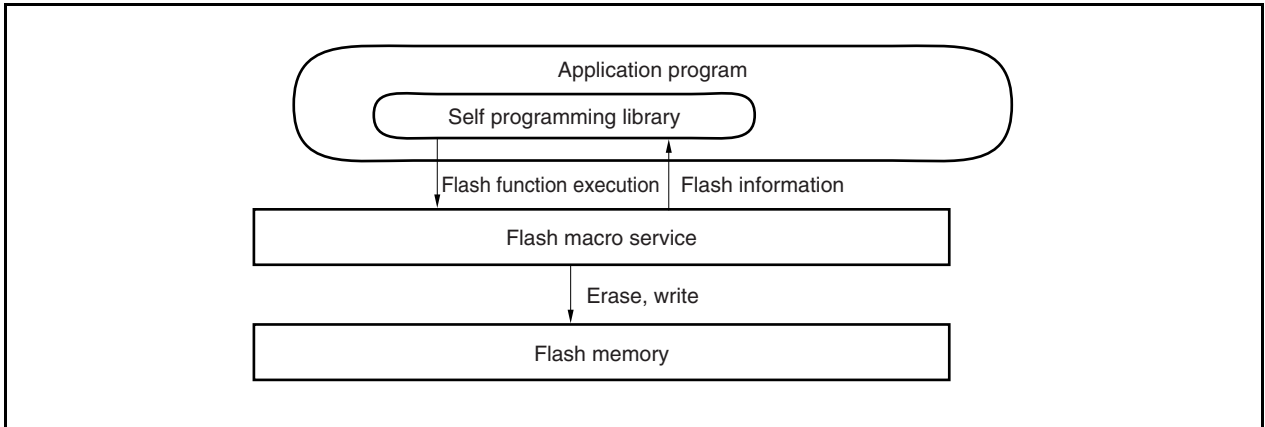 Application program
Self programming library
Flash function execution
Flash information
Flash macro service
Erase, write
Flash memory